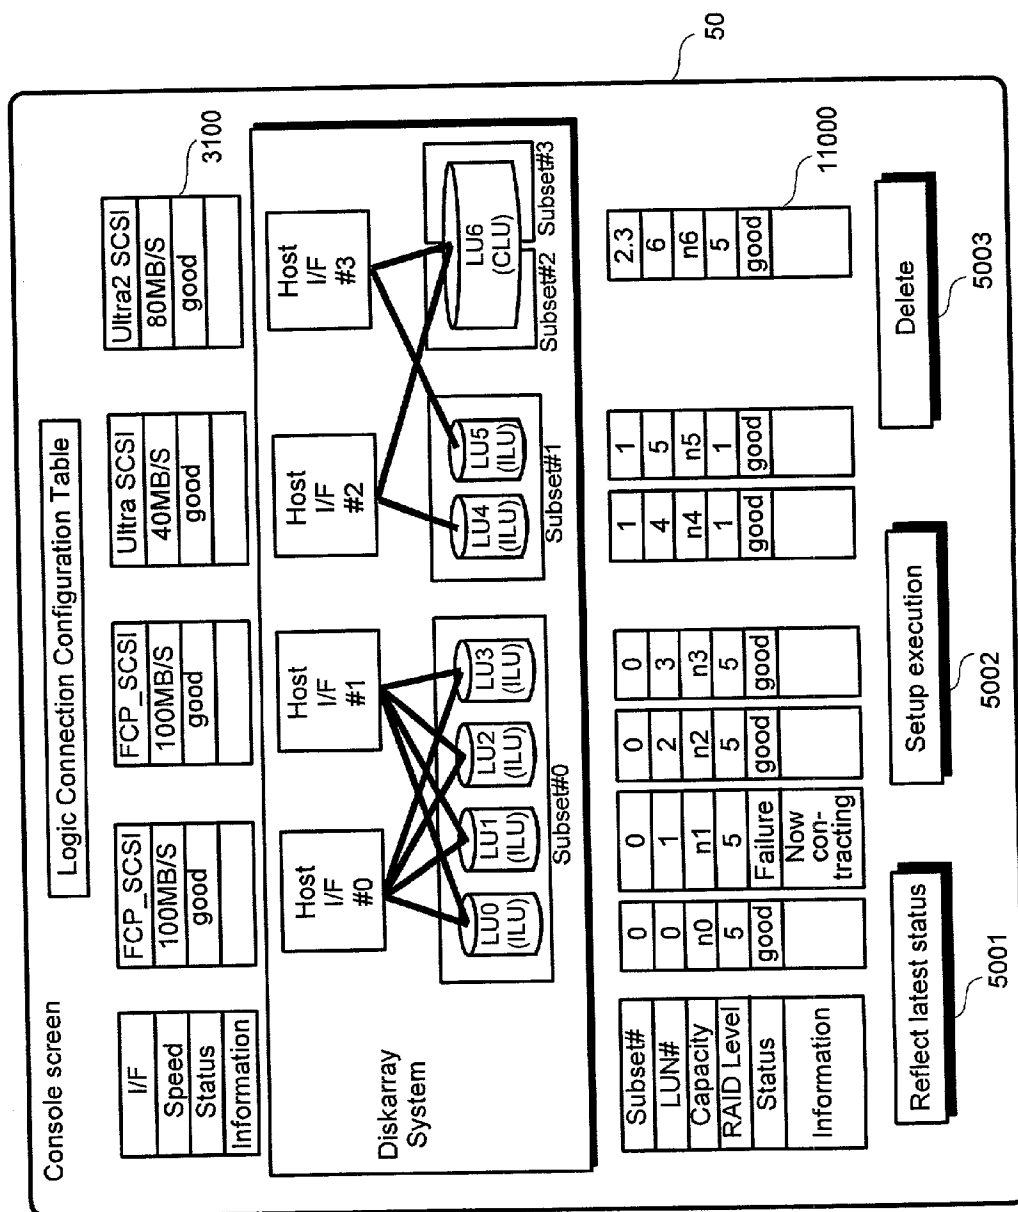 Console screen
Logic Connection Configuration Table
50
I/F
Speed
Status
Information
FCP_SCSI
100MB/S
good
FCP_SCSI
100MB/S
good
Ultra SCSI
40MB/S
good
Ultra2 SCSI
80MB/S
good
3100
Diskarray
System
Host
I/F
#0
Host
I/F
#1
Host
I/F
#2
Host
I/F
#3
LU0
(ILU)
LU1
(ILU)
LU2
(ILU)
LU3
(ILU)
Subset#0
LU4
(ILU)
LU5
(ILU)
Subset#1
LU6
(CLU)
Subset#2
Subset#3
Subset#
LUN#
Capacity
RAID Level
Status
Information
0
0
n0
5
good
0
1
n1
5
Failure
Now
con-
tracting
0
2
n2
5
good
0
3
n3
5
good
1
4
n4
1
good
1
5
n5
1
good
2.3
6
n6
5
good
11000
Reflect latest status
5001
Setup execution
5002
Delete
5003